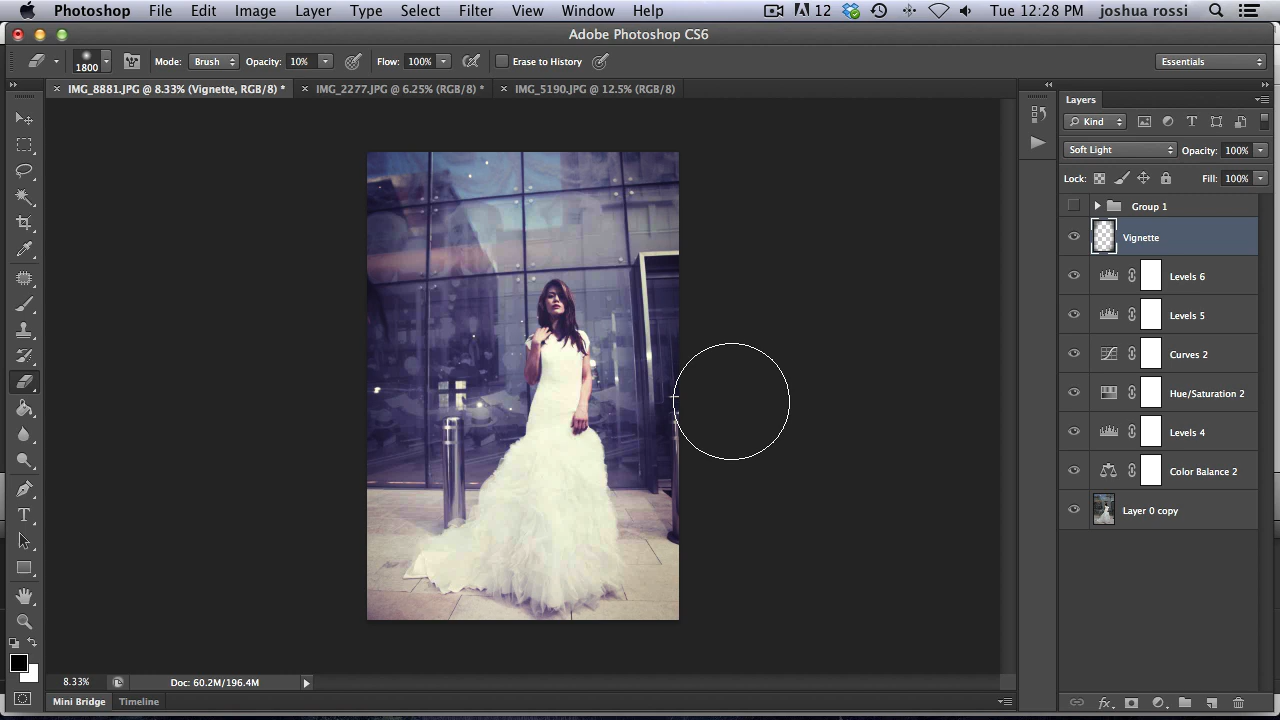 Photoshop File Edit Image Layer Type Select Filter View Window Help 12 Tue 12:28 PM joshua rossi
Adobe Photoshop CS6
1800 Mode: Brush Opacity: 10% Flow: 100% Erase to History Essentials
IMG_8881.JPG @ 8.33% (Vignette, RGB/8) * IMG_2277.JPG @ 6.25% (RGB/8) * IMG_5190.JPG @ 12.5% (RGB/8)
Layers
Kind
Soft Light Opacity: 100%
Lock: Fill: 100%
Group 1
Vignette
Levels 6
Levels 5
Curves 2
Hue/Saturation 2
Levels 4
Color Balance 2
Layer 0 copy
8.33% Doc: 60.2M/196.4M
Mini Bridge Timeline